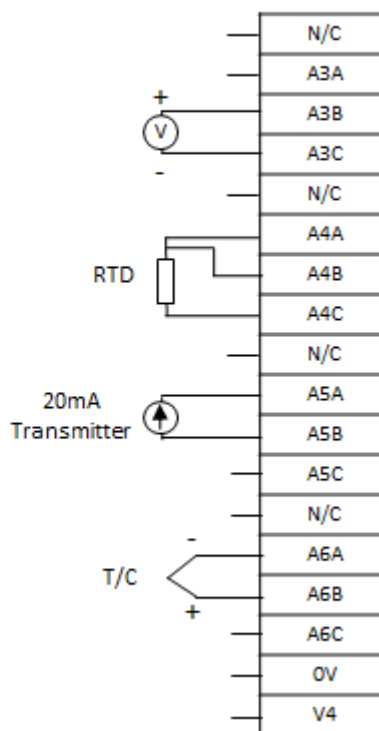 N/C
A3A
+
A3B
V
A3C
-
N/C
A4A
RTD
A4B
A4C
N/C
20mA
Transmitter
A5A
A5B
A5C
N/C
-
A6A
T/C
A6B
+
A6C
0V
V4